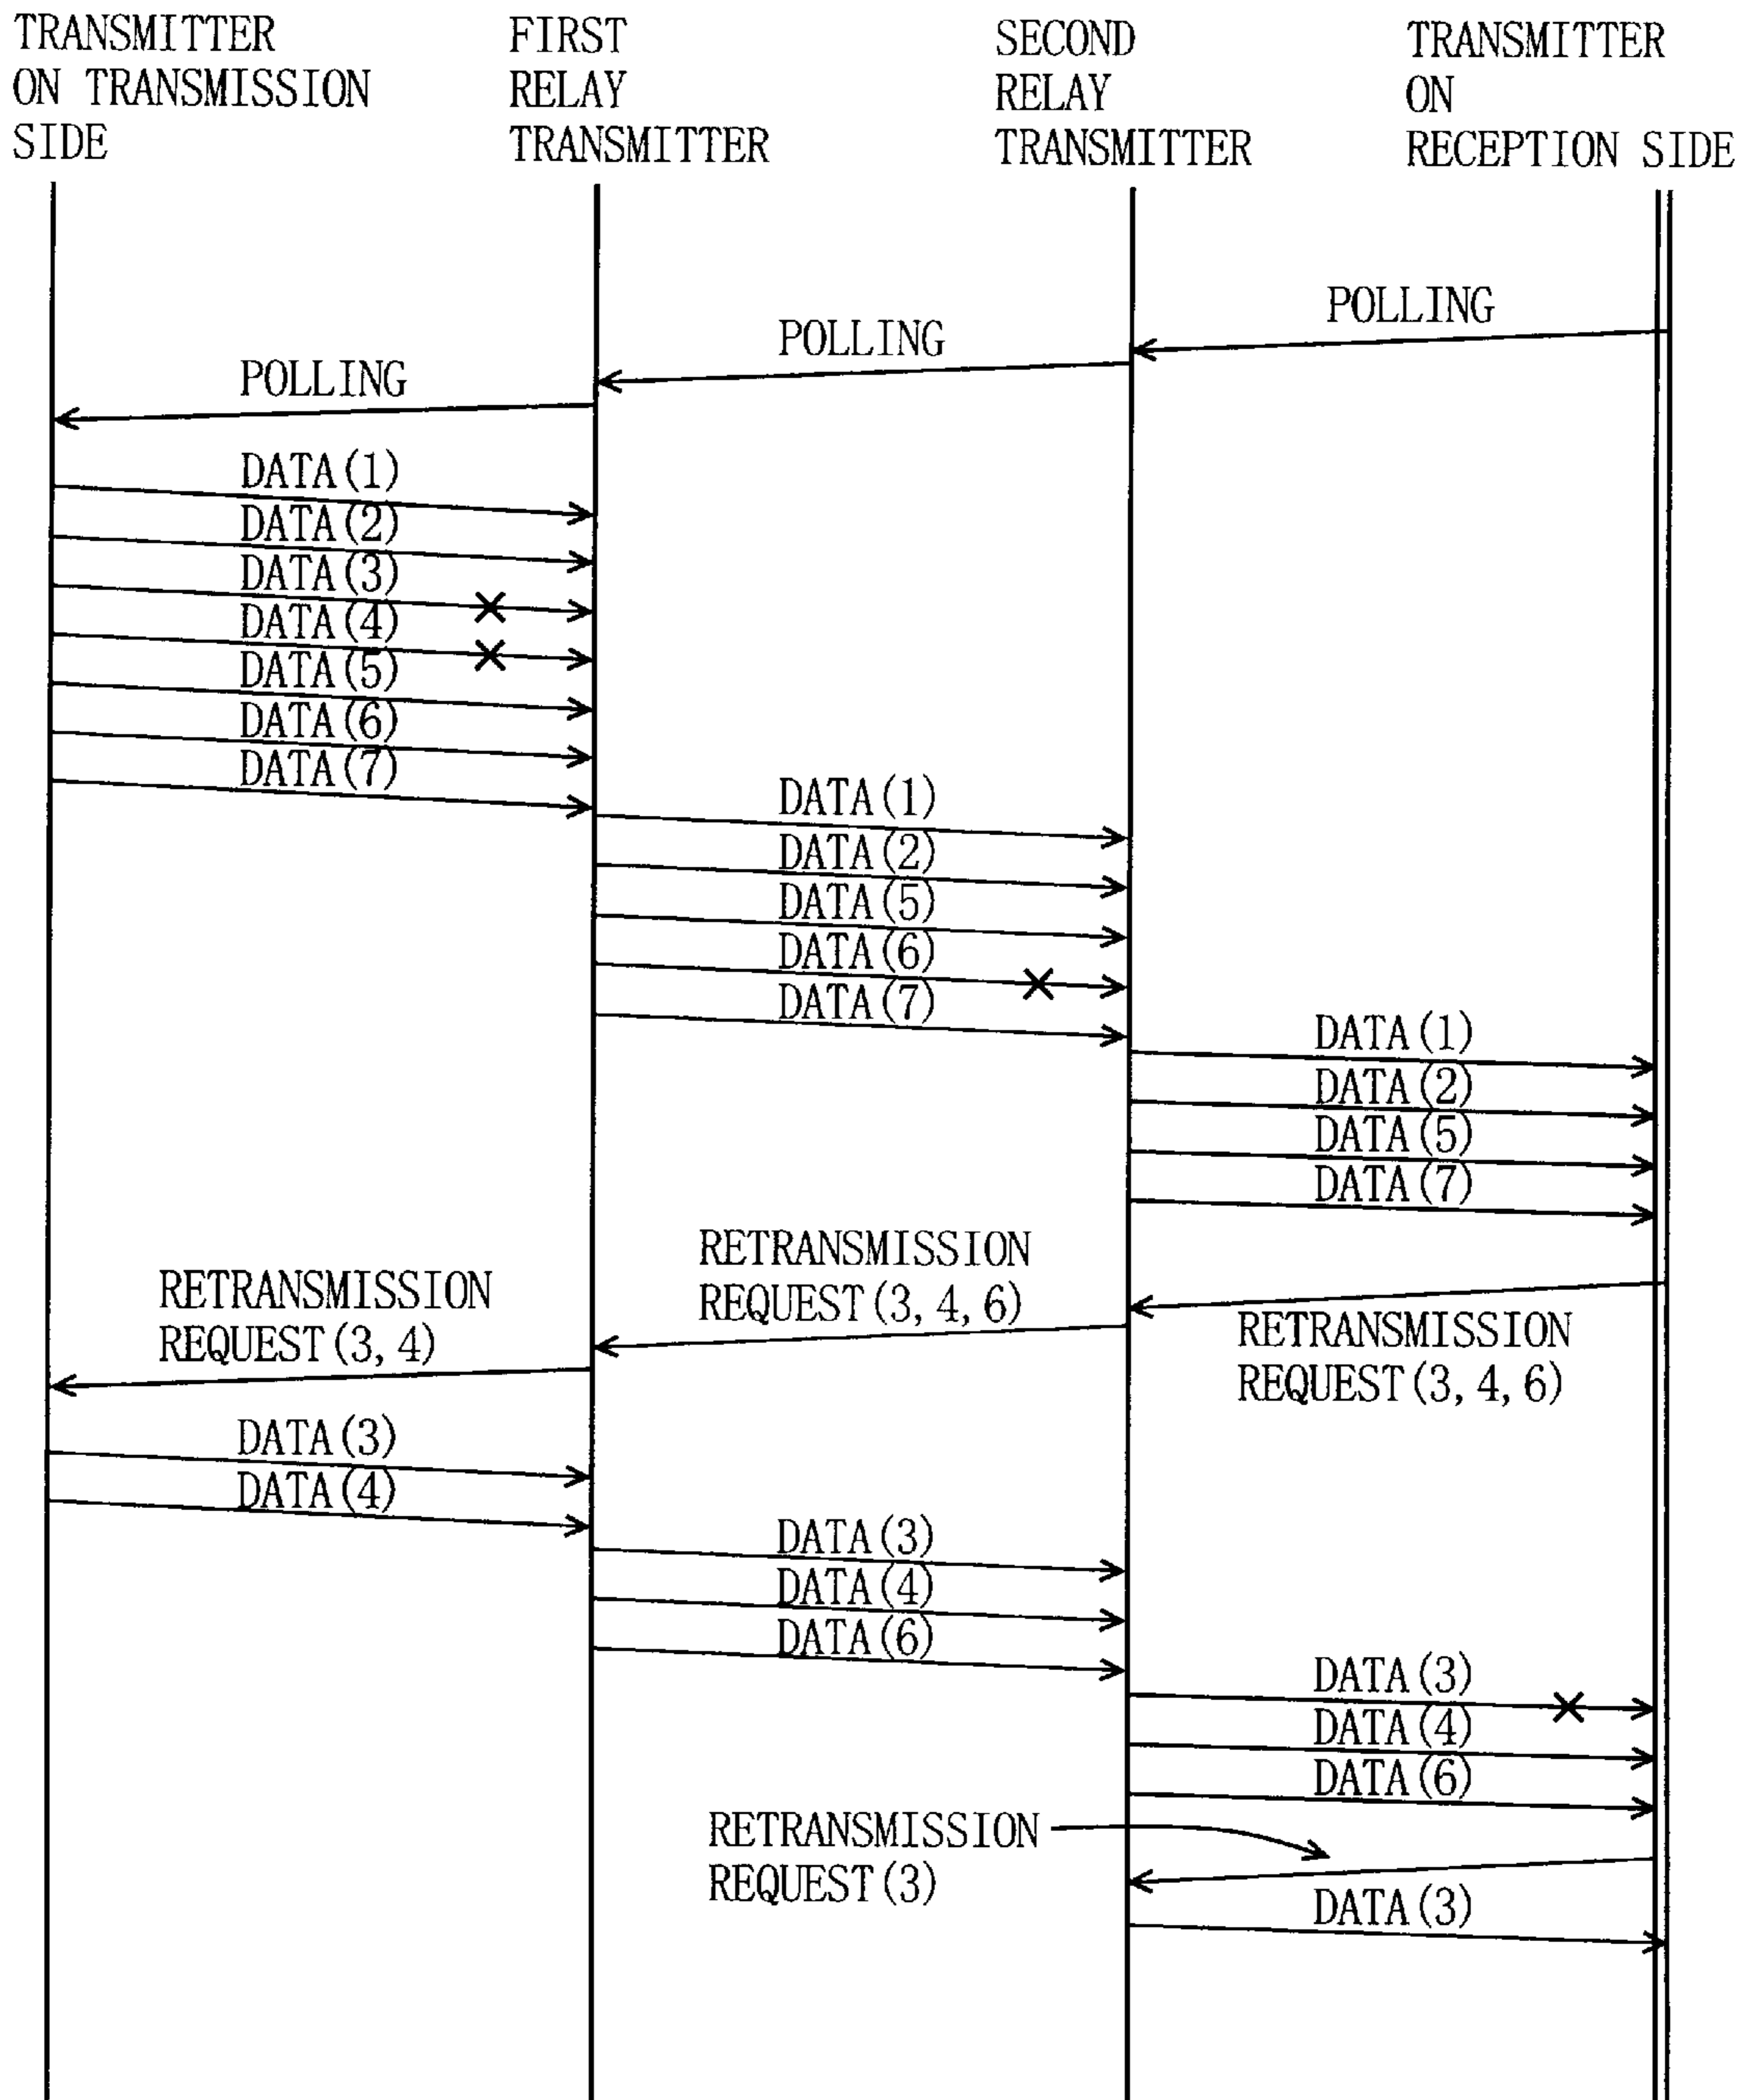 TRANSMITTER
ON TRANSMISSION
SIDE
FIRST
RELAY
TRANSMITTER
SECOND
RELAY
TRANSMITTER
TRANSMITTER
ON
RECEPTION SIDE
POLLING
POLLING
POLLING
DATA(1)
DATA(2)
DATA(3)
DATA(4)
DATA(5)
DATA(6)
DATA(7)
DATA(1)
DATA(2)
DATA(5)
DATA(6)
DATA(7)
DATA(1)
DATA(2)
DATA(5)
DATA(7)
RETRANSMISSION
REQUEST(3, 4, 6)
RETRANSMISSION
REQUEST(3, 4, 6)
RETRANSMISSION
REQUEST(3, 4)
DATA(3)
DATA(4)
DATA(3)
DATA(4)
DATA(6)
DATA(3)
DATA(4)
DATA(6)
RETRANSMISSION
REQUEST(3)
DATA(3)